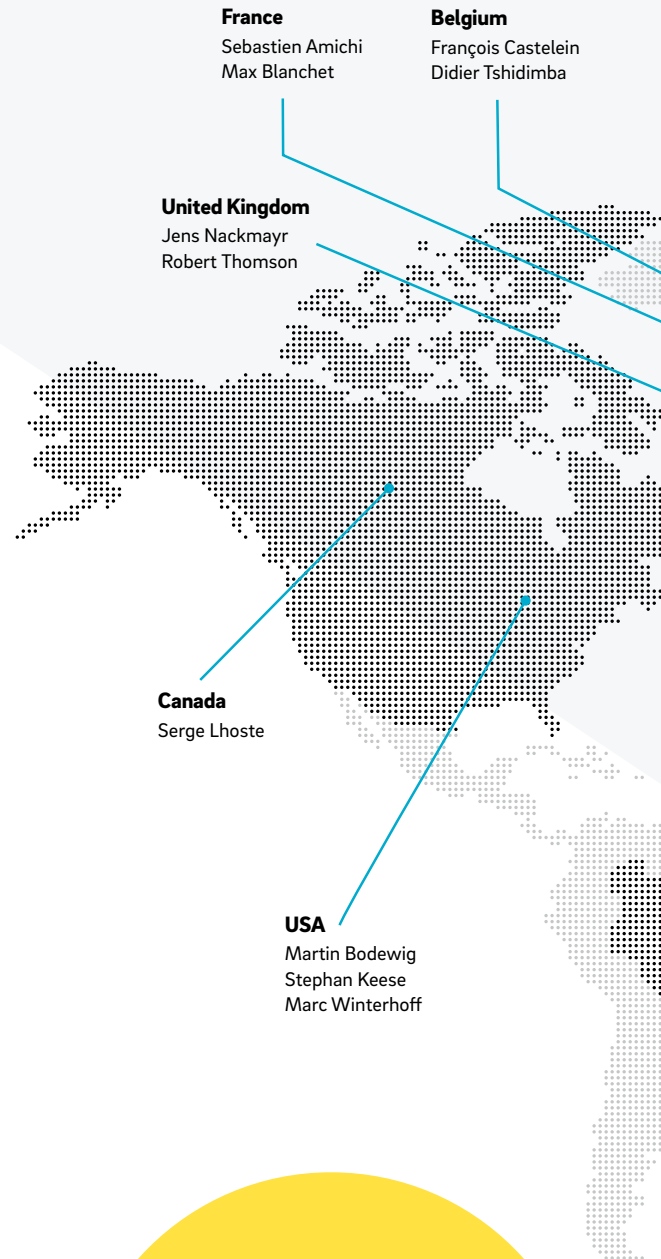 France
Sebastien Amichi
Max Blanchet
Belgium
François Castelein
Didier Tshidimba
United Kingdom
Jens Nackmayr
Robert Thomson
Canada
Serge Lhoste
USA
Martin Bodewig
Stephan Keese
Marc Winterhoff